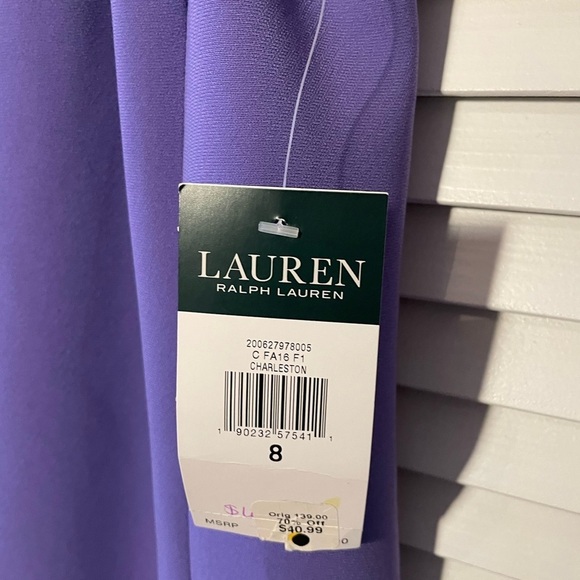 LAUREN
RALPH LAUREN
200627978005
C FA16 F1
CHARLESTON
1 90232 57541 1
8
Orig 139.00
MSRP 70% Off
$40.99
0